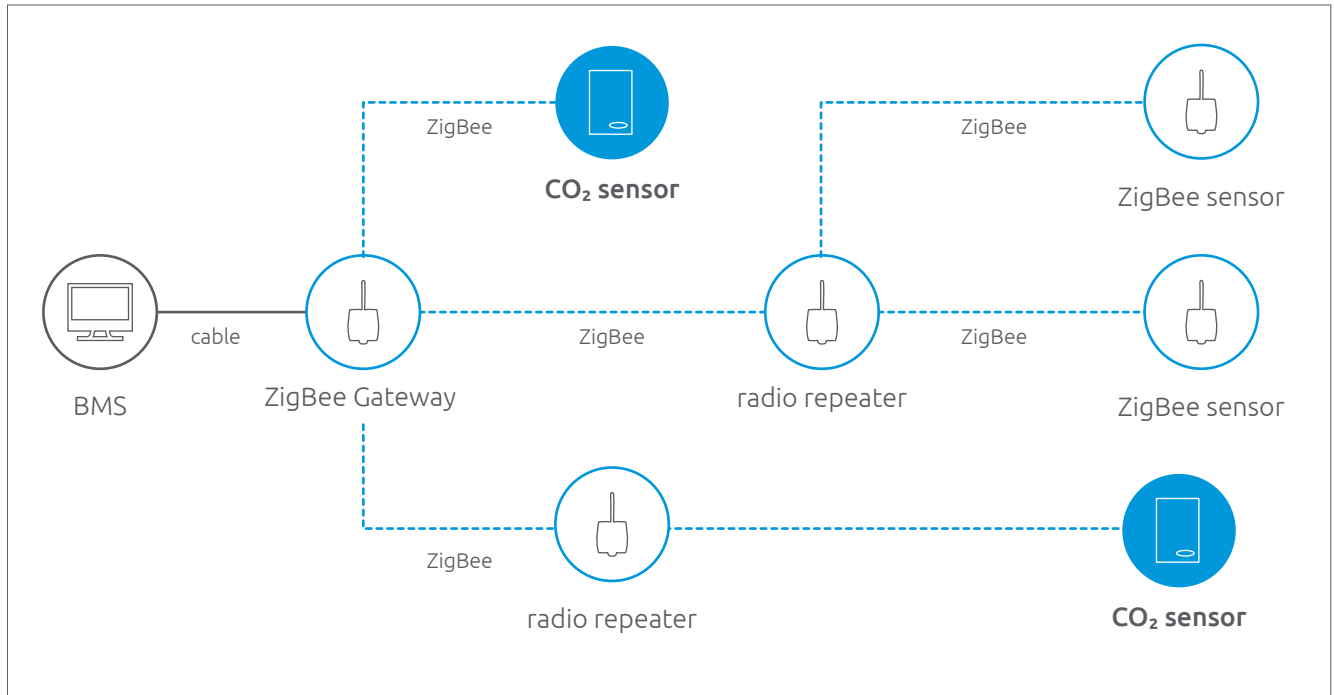 ZigBee
ZigBee
CO₂ sensor
ZigBee sensor
cable
ZigBee
ZigBee
BMS
ZigBee Gateway
radio repeater
ZigBee sensor
ZigBee
radio repeater
CO₂ sensor